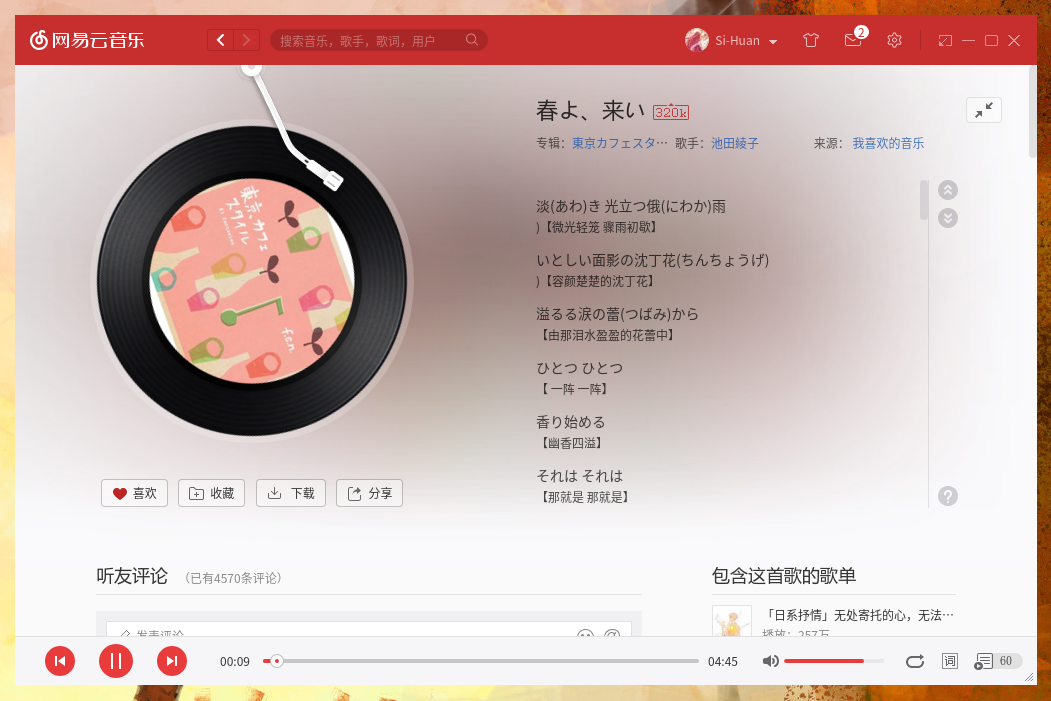 网易云音乐
搜索音乐，歌手，歌词，用户
Si-Huan
2
春よ、来い 320k
专辑：東京カフェスタ… 歌手：池田綾子 来源： 我喜欢的音乐
東京、カフェ
スタイル
f.e.n.
淡(あわ)き 光立つ俄(にわか)雨
)【微光轻笼 骤雨初歇】
いとしい面影の沈丁花(ちんちょうげ)
)【容颜楚楚的沈丁花】
溢るる涙の蕾(つぼみ)から
【由那泪水盈盈的花蕾中】
ひとつ ひとつ
【 一阵 一阵】
香り始める
【幽香四溢】
それは それは
【那就是 那就是】
喜欢 收藏 下载 分享
?
听友评论 （已有4570条评论）
发表评论
包含这首歌的歌单
「日系抒情」无处寄托的心，无法…
播放：257万
00:09 04:45 词 60